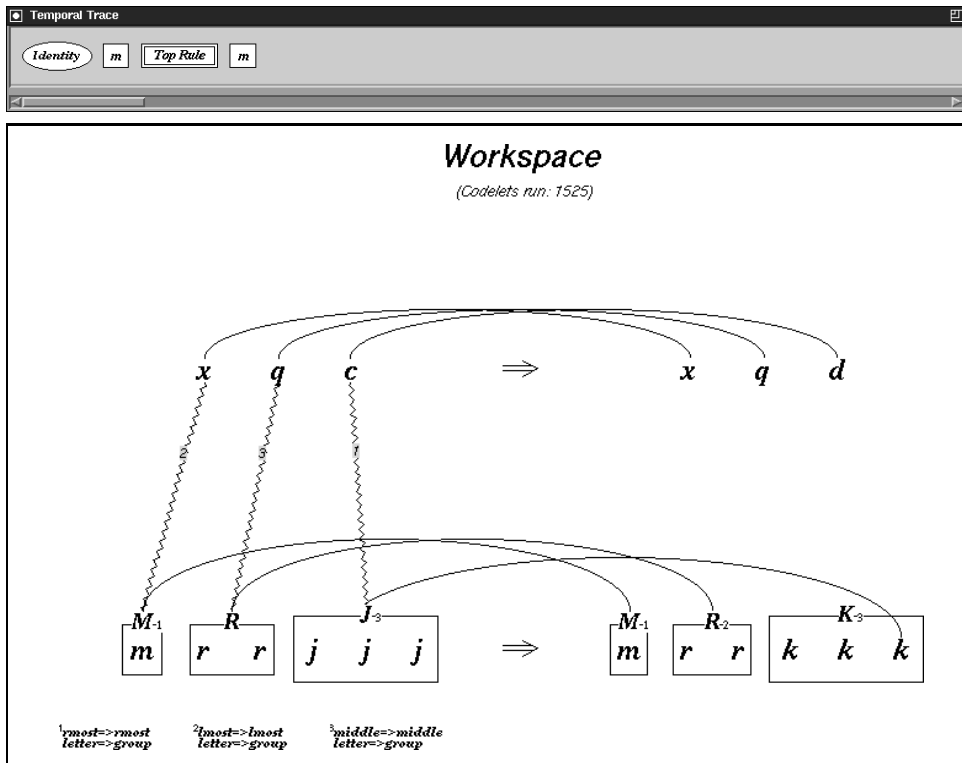 Temporal Trace
Identity m Top Rule m
Workspace
(Codelets run: 1525)
x q c ⇒ x q d
2 3 1
M-1 R J-3 M-1 R-2 K-3
m r r j j j ⇒ m r r k k k
1rmost=>rmost 2lmost=>lmost 3middle=>middle
letter=>group letter=>group letter=>group